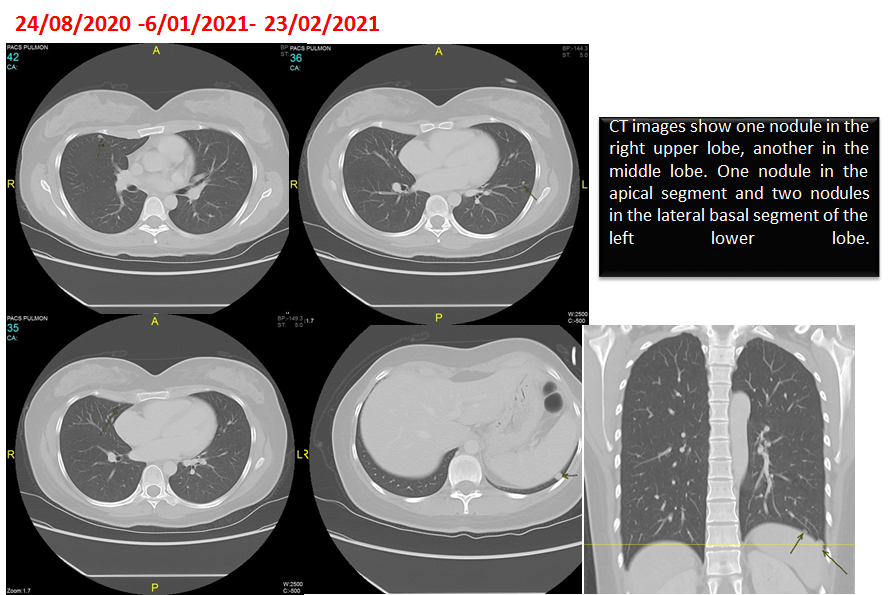 24/08/2020 -6/01/2021- 23/02/2021
PACS PULMON
42
CA:
A
R
PACS PULMON
36
CA:
A
BP:-144.3
ST: 5.0
R
L
P
W:2500
C:-500
CT images show one nodule in the
right upper lobe, another in the
middle lobe. One nodule in the
apical segment and two nodules
in the lateral basal segment of the
left lower lobe.
PACS PULMON
35
CA:
A
BP:-149.3
ST: 5.0
R
L
P
Zoom:1.7
W:2500
C:-500
R